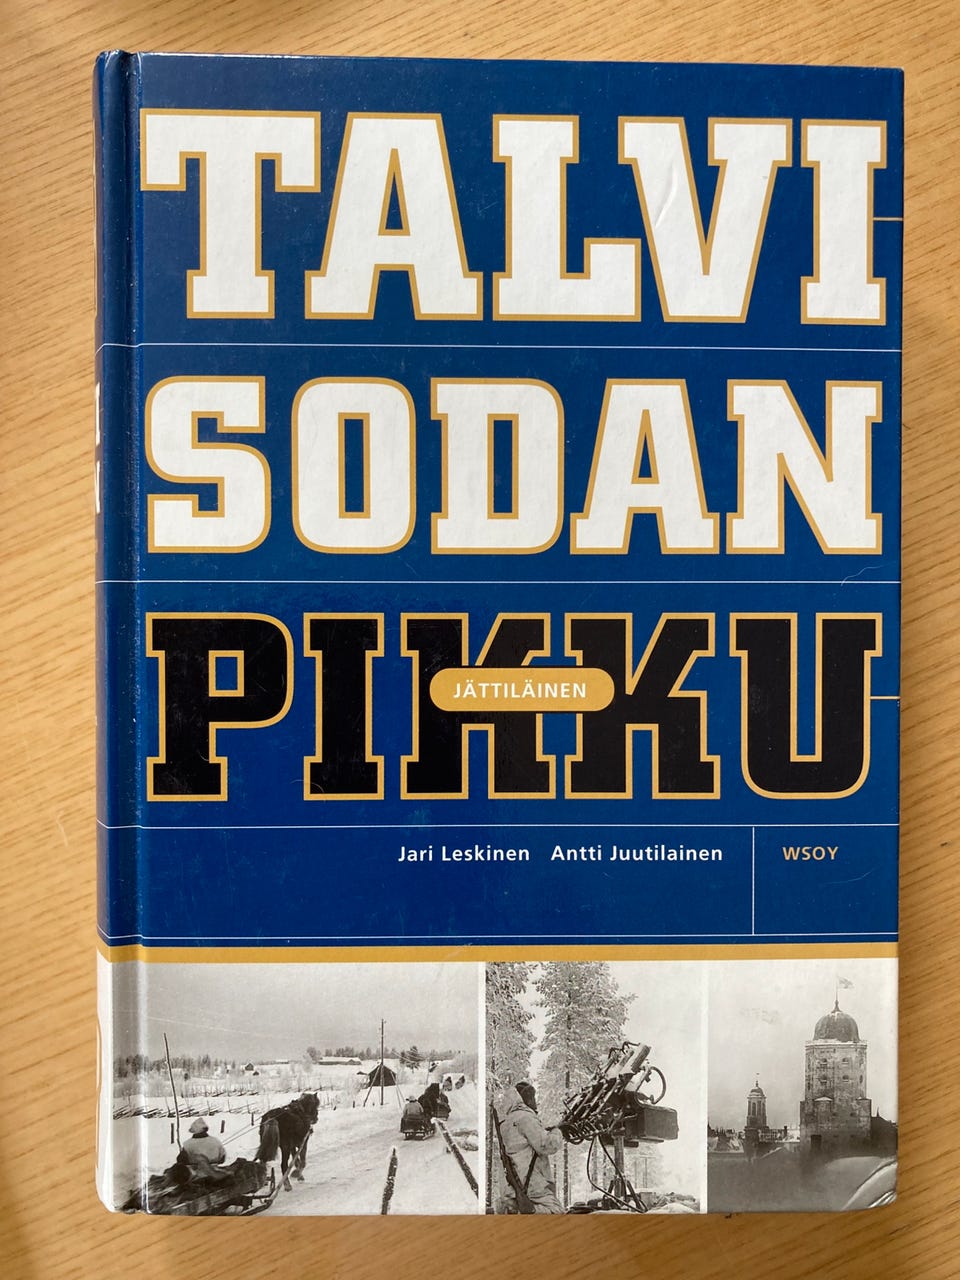 TALVI
SODAN
PIKKU
JÄTTILÄINEN
Jari Leskinen Antti Juutilainen WSOY